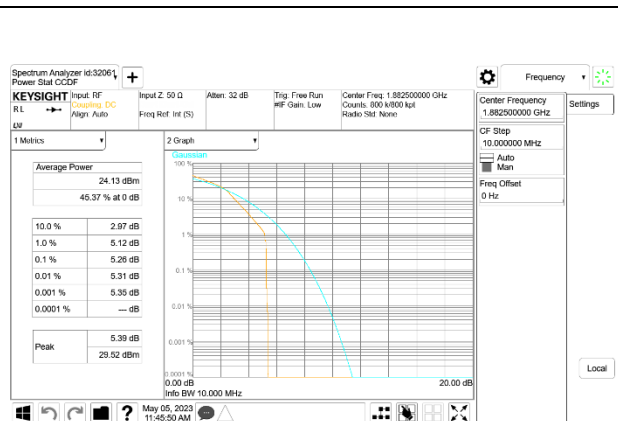 Spectrum Analyzer id:32061
Power Stat CCDF
Frequency
KEYSIGHT
RL
Input: RF
Coupling: DC
Align: Auto
Input Z: 50 Ω
Freq Ref: Int (S)
Atten: 32 dB
Trig: Free Run
#IF Gain: Low
Center Freq: 1.882500000 GHz
Counts: 800 k/800 kpt
Radio Std: None
Center Frequency
1.882500000 GHz
Settings
CF Step
10.000000 MHz
Auto
Man
Freq Offset
0 Hz
1 Metrics
2 Graph
Average Power
24.13 dBm
45.37 % at 0 dB
10.0 % 2.97 dB
1.0 % 5.12 dB
0.1 % 5.26 dB
0.01 % 5.31 dB
0.001 % 5.35 dB
0.0001 % --- dB
Peak
5.39 dB
29.52 dBm
Gaussian
100 %
10 %
1 %
0.1 %
0.01 %
0.001 %
0.0001 %
0.00 dB 20.00 dB
Info BW 10.000 MHz
Local
?
May 05, 2023
11:45:50 AM